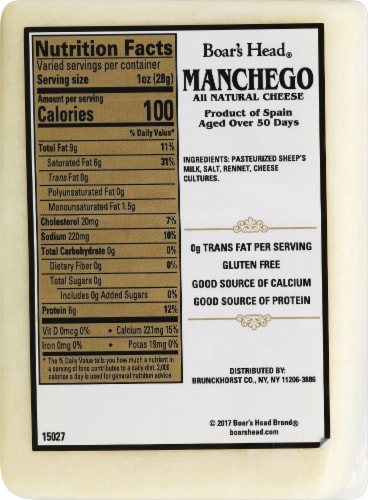 Nutrition Facts
Varied servings per container
Serving size 1oz (28g)
Amount per serving
Calories 100
% Daily Value*
Total Fat 9g 11%
Saturated Fat 6g 31%
Trans Fat 0g
Polyunsaturated Fat 0g
Monounsaturated Fat 1.5g
Cholesterol 20mg 7%
Sodium 220mg 10%
Total Carbohydrate 0g 0%
Dietary Fiber 0g 0%
Total Sugars 0g
Includes 0g Added Sugars 0%
Protein 6g 12%
Vit D 0mcg 0% • Calcium 221mg 15%
Iron 0mg 0% • Potas 19mg 0%
* The % Daily Value tells you how much a nutrient in
a serving of food contributes to a daily diet. 2,000
calories a day is used for general nutrition advice.
15027
Boar's Head®
MANCHEGO
All NATURAL CHEESE
Product of Spain
Aged Over 50 Days
INGREDIENTS: PASTEURIZED SHEEP'S
MILK, SALT, RENNET, CHEESE
CULTURES.
0g TRANS FAT PER SERVING
GLUTEN FREE
GOOD SOURCE OF CALCIUM
GOOD SOURCE OF PROTEIN
DISTRIBUTED BY:
BRUNCKHORST CO., NY, NY 11206-3886
© 2017 Boar's Head Brand®
boarshead.com